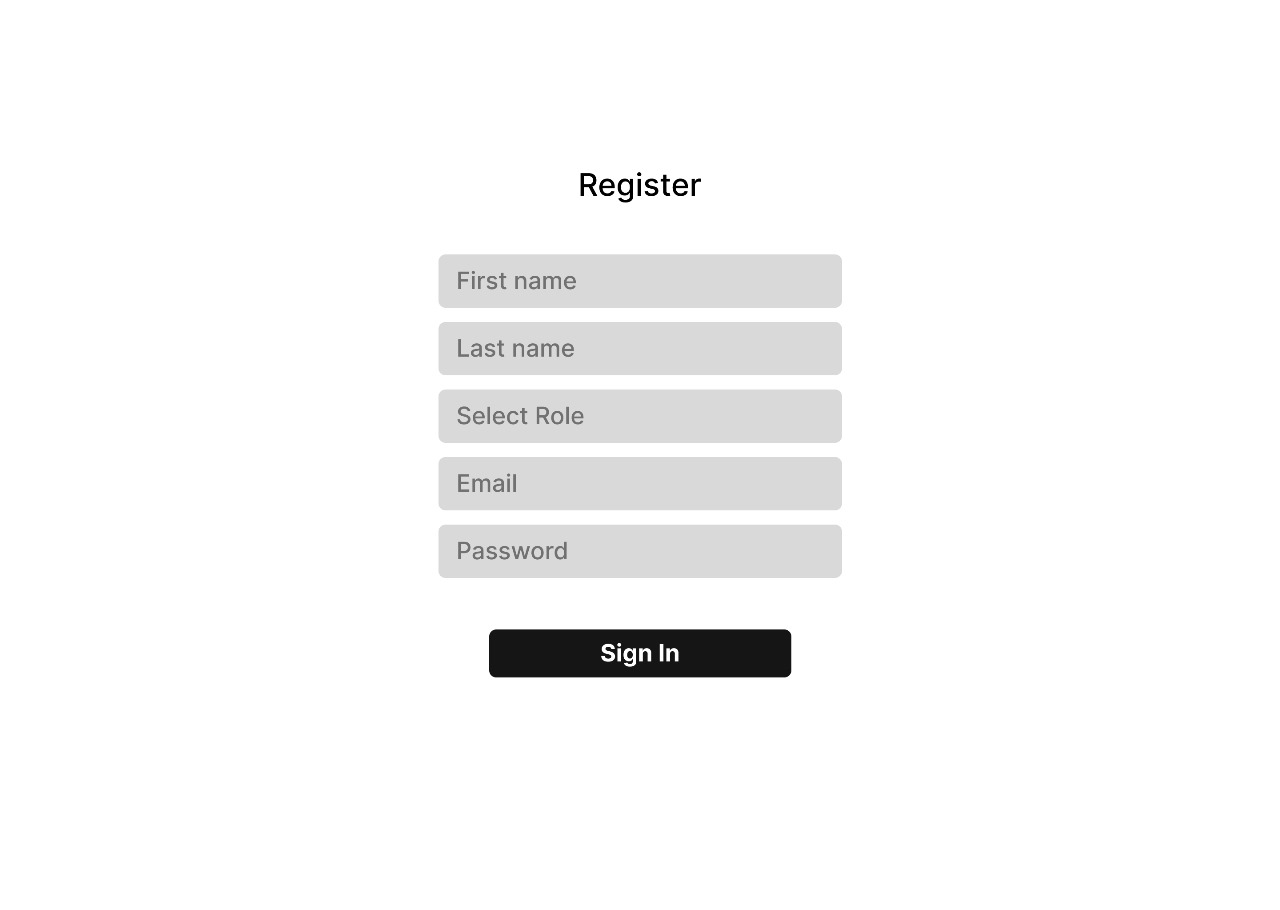 Register
First name
Last name
Select Role
Email
Password
Sign In